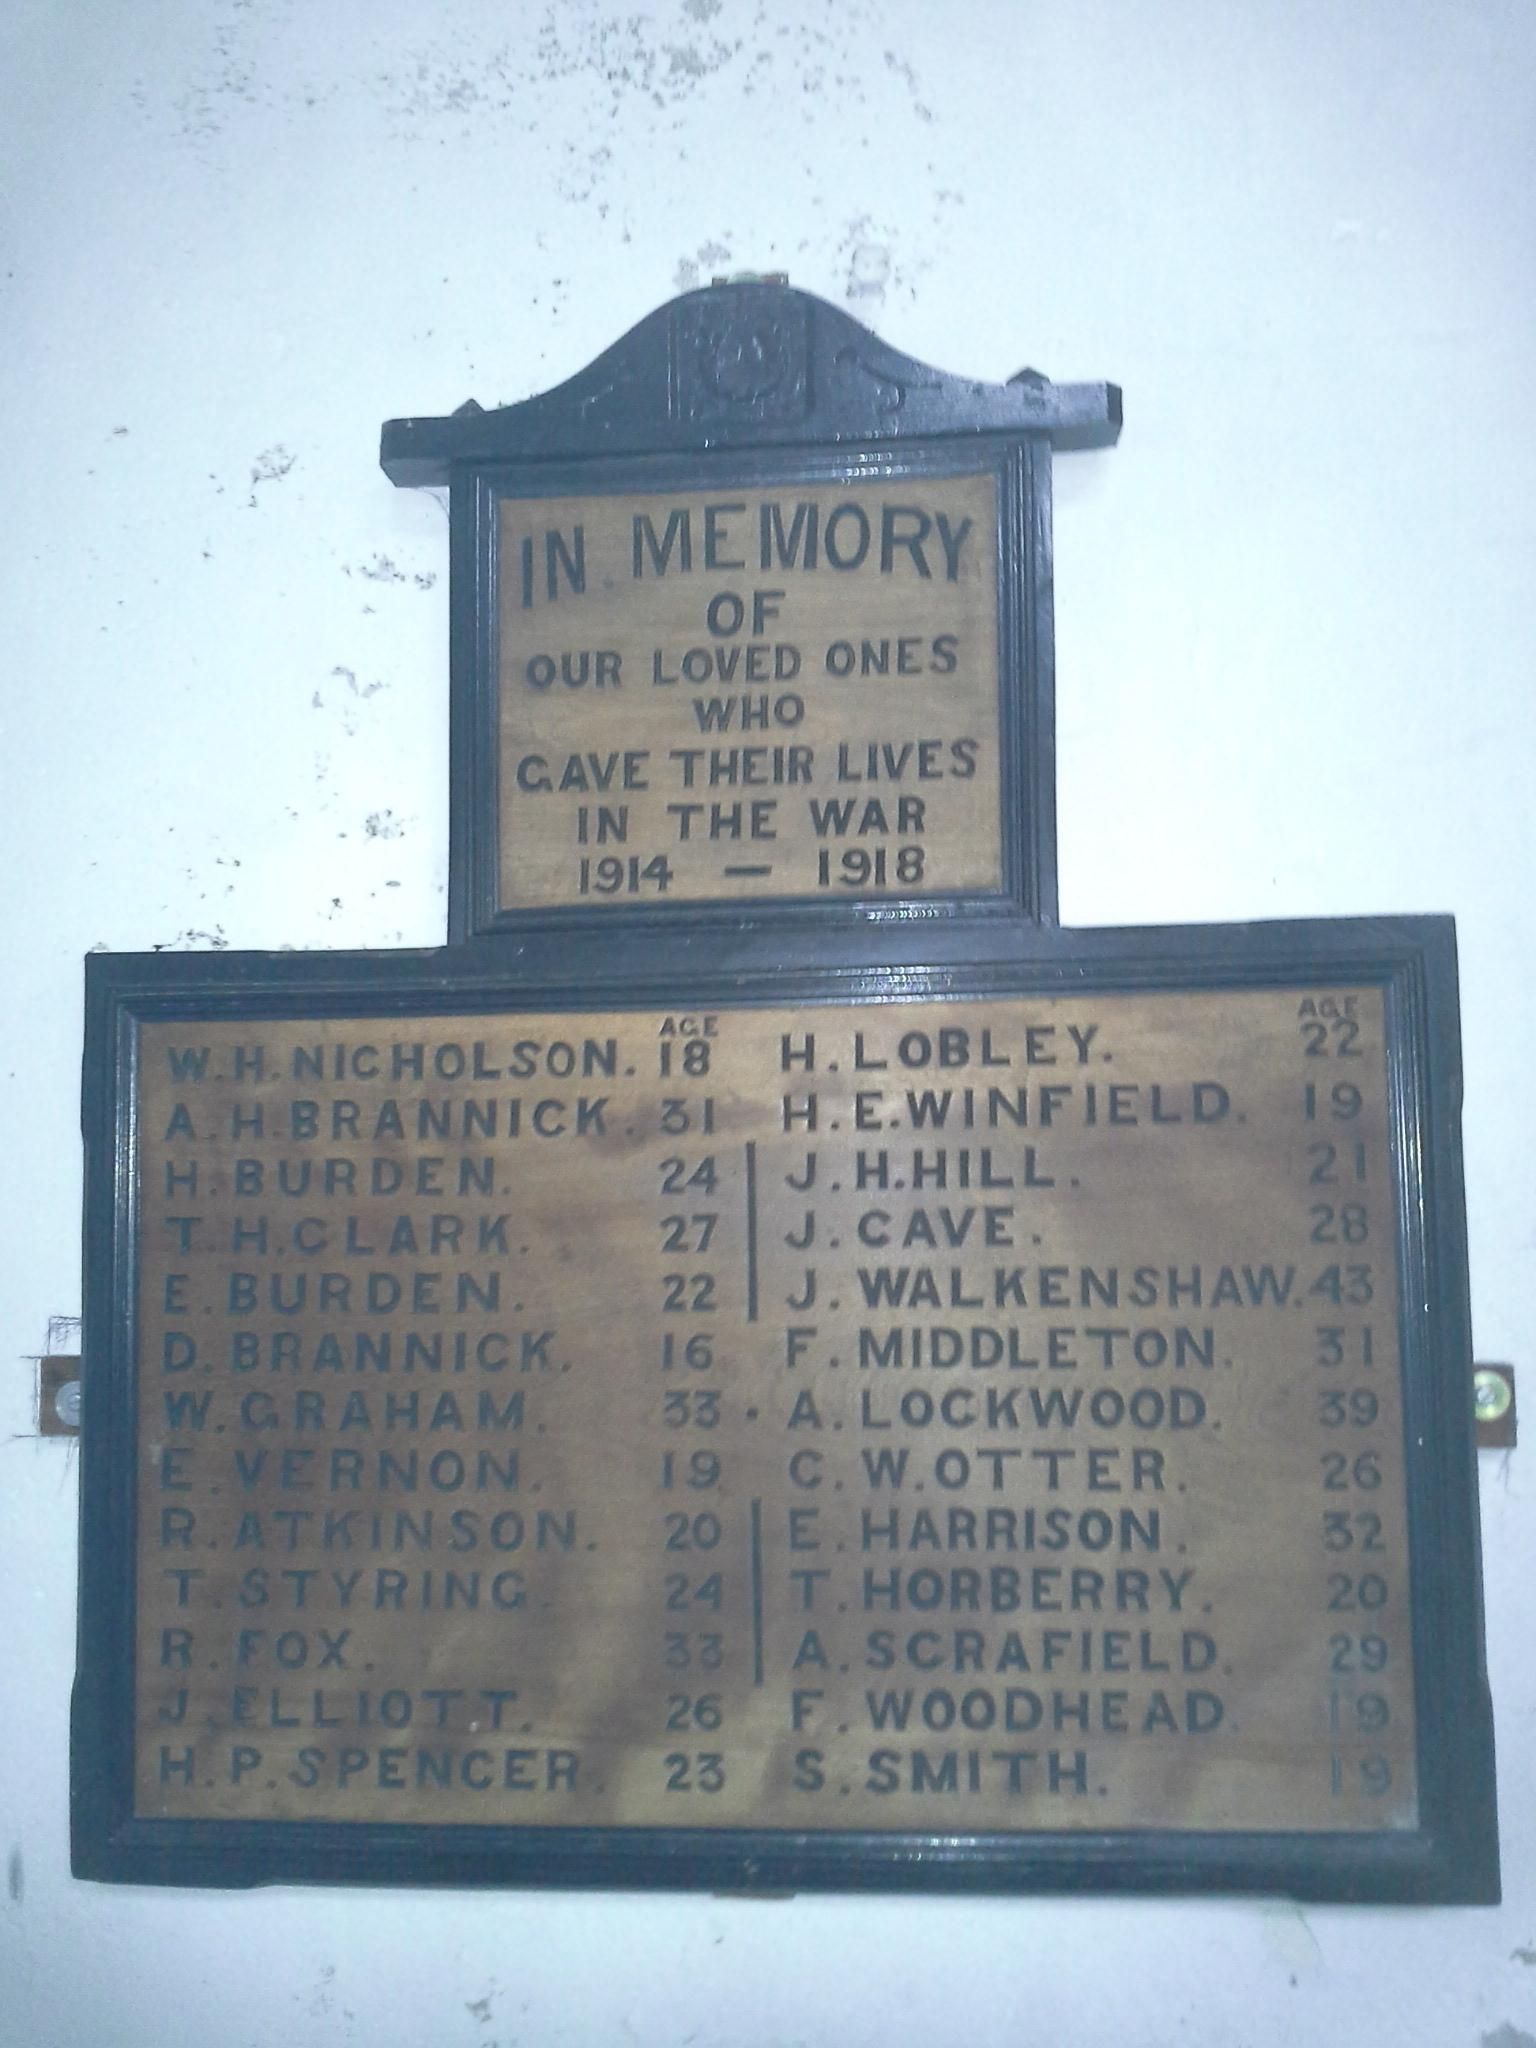 IN MEMORY
OF
OUR LOVED ONES
WHO
GAVE THEIR LIVES
IN THE WAR
1914 — 1918
AGE
W.H.NICHOLSON. 18
A.H.BRANNICK. 31
H.BURDEN. 24
T.H.CLARK. 27
E.BURDEN. 22
D.BRANNICK. 16
W.GRAHAM. 33
E.VERNON. 19
R.ATKINSON. 20
T.STYRING. 24
R.FOX. 33
J.ELLIOTT. 26
H.P.SPENCER. 23
AGE
H.LOBLEY. 22
H.E.WINFIELD. 19
J.H.HILL. 21
J.CAVE. 28
J.WALKENSHAW. 43
F.MIDDLETON. 31
A.LOCKWOOD. 39
C.W.OTTER. 26
E.HARRISON. 32
T.HORBERRY. 20
A.SCRAFIELD. 29
F.WOODHEAD. 19
S.SMITH. 19